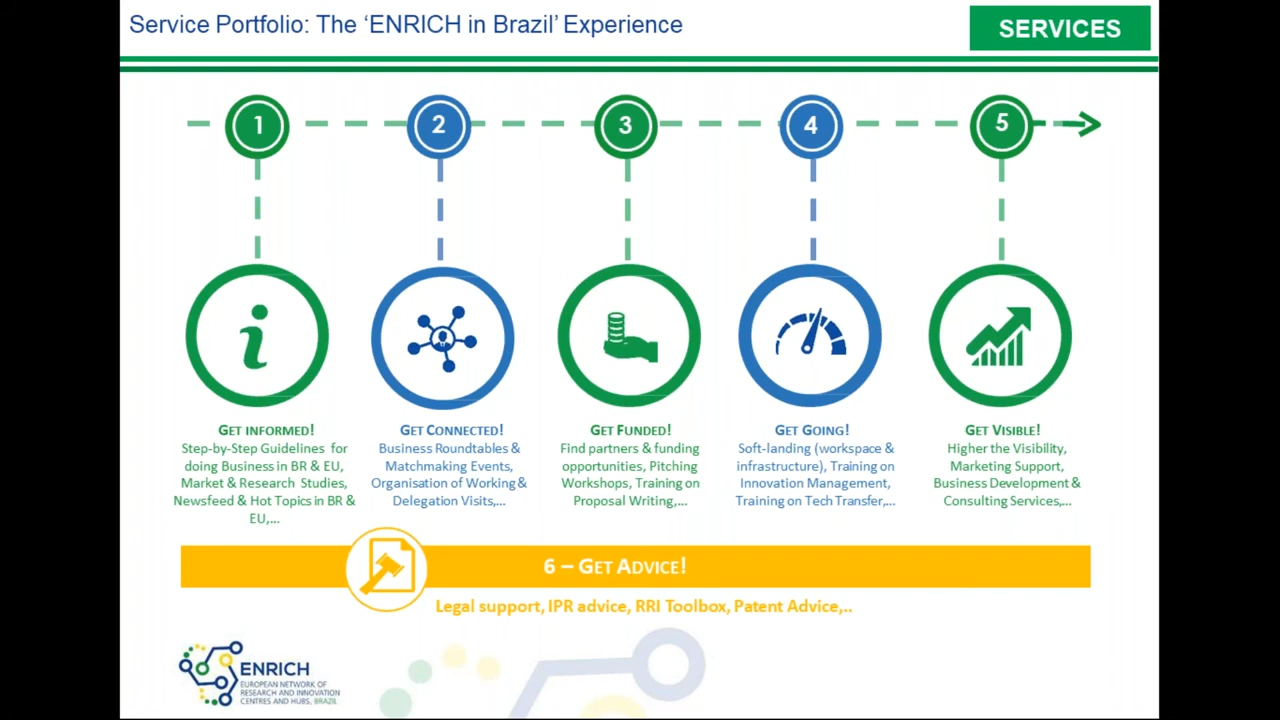 Service Portfolio: The ‘ENRICH in Brazil’ Experience
SERVICES
1
2
3
4
5
GET INFORMED!
Step-by-Step Guidelines for
doing Business in BR & EU,
Market & Research Studies,
Newsfeed & Hot Topics in BR &
EU,...
GET CONNECTED!
Business Roundtables &
Matchmaking Events,
Organisation of Working &
Delegation Visits,...
GET FUNDED!
Find partners & funding
opportunities, Pitching
Workshops, Training on
Proposal Writing,...
GET GOING!
Soft-landing (workspace &
infrastructure), Training on
Innovation Management,
Training on Tech Transfer,...
GET VISIBLE!
Higher the Visibility,
Marketing Support,
Business Development &
Consulting Services,...
6 – GET ADVICE!
Legal support, IPR advice, RRI Toolbox, Patent Advice,..
ENRICH
EUROPEAN NETWORK OF
RESEARCH AND INNOVATION
CENTRES AND HUBS, BRAZIL